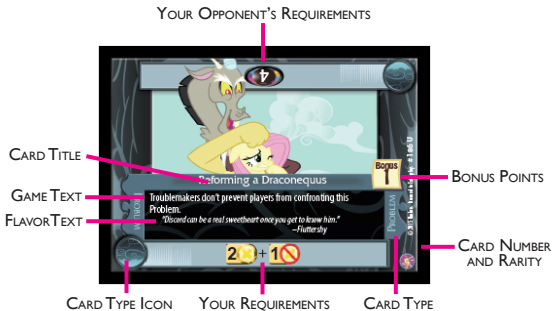 YOUR OPPONENT'S REQUIREMENTS
4
CARD TITLE
Reforming a Draconequus
BONUS
1
BONUS POINTS
GAME TEXT
PROBLEM
Troublemakers don't prevent players from confronting this
Problem.
FLAVOR TEXT
"Discord can be a real sweetheart once you get to know him."
–Fluttershy
PROBLEM
2 + 1
CARD NUMBER
AND RARITY
CARD TYPE ICON
YOUR REQUIREMENTS
CARD TYPE